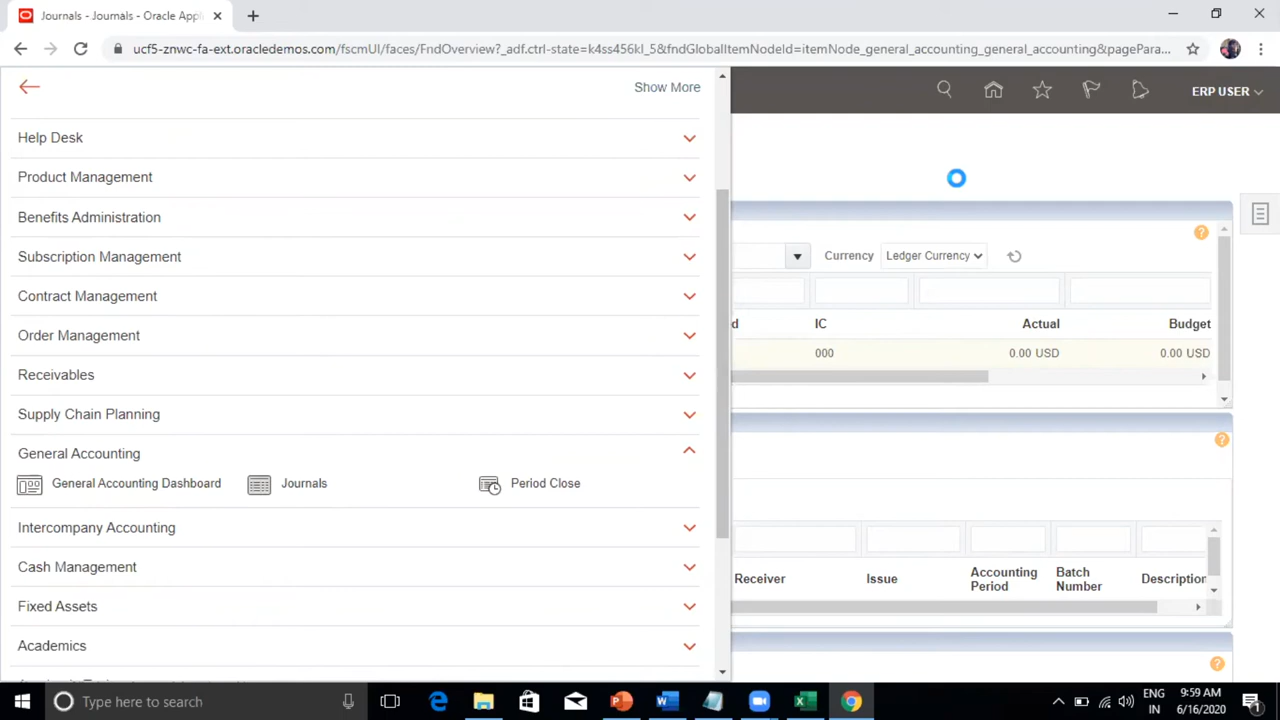 Journals - Journals - Oracle Appl
ucf5-znwc-fa-ext.oracledemos.com/fscmUI/faces/FndOverview?_adf.ctrl-state=k4ss456kl_5&fndGlobalItemNodeId=itemNode_general_accounting_general_accounting&pagePara...
Show More
ERP USER
Help Desk
Product Management
Benefits Administration
Subscription Management
Contract Management
Order Management
Receivables
Supply Chain Planning
General Accounting
General Accounting Dashboard
Journals
Period Close
Intercompany Accounting
Cash Management
Fixed Assets
Academics
Currency
Ledger Currency
d
IC
Actual
Budget
000
0.00 USD
0.00 USD
Receiver
Issue
Accounting
Period
Batch
Number
Description
Type here to search
ENG
IN
9:59 AM
6/16/2020
1